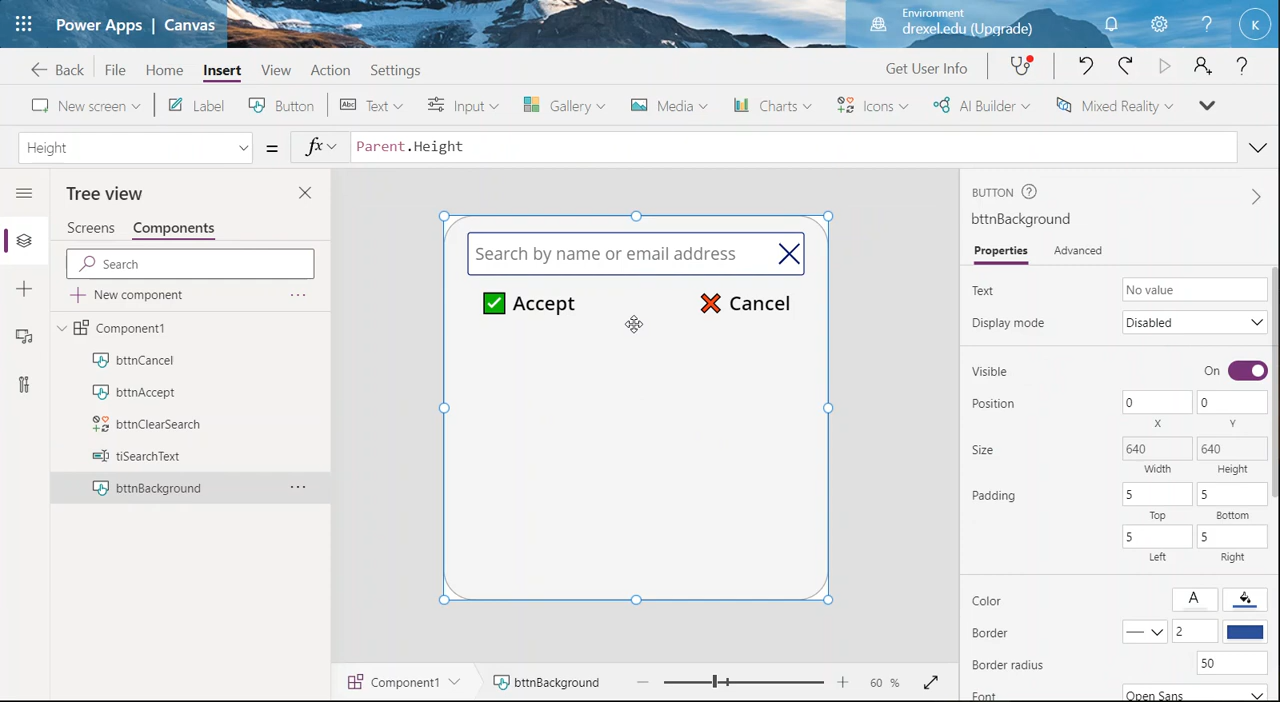 Power Apps | Canvas
Environment
drexel.edu (Upgrade)
K
Back File Home Insert View Action Settings
Get User Info
New screen Label Button Text Input Gallery Media Charts Icons AI Builder Mixed Reality
Height = fx Parent.Height
Tree view
Screens Components
Search
New component
Component1
bttnCancel
bttnAccept
bttnClearSearch
tiSearchText
bttnBackground
Search by name or email address
Accept Cancel
BUTTON
bttnBackground
Properties Advanced
Text No value
Display mode Disabled
Visible On
Position 0 0
X Y
Size 640 640
Width Height
Padding 5 5
Top Bottom
5 5
Left Right
Color A
Border 2
Border radius 50
Font Open Sans
Component1 bttnBackground
60 %